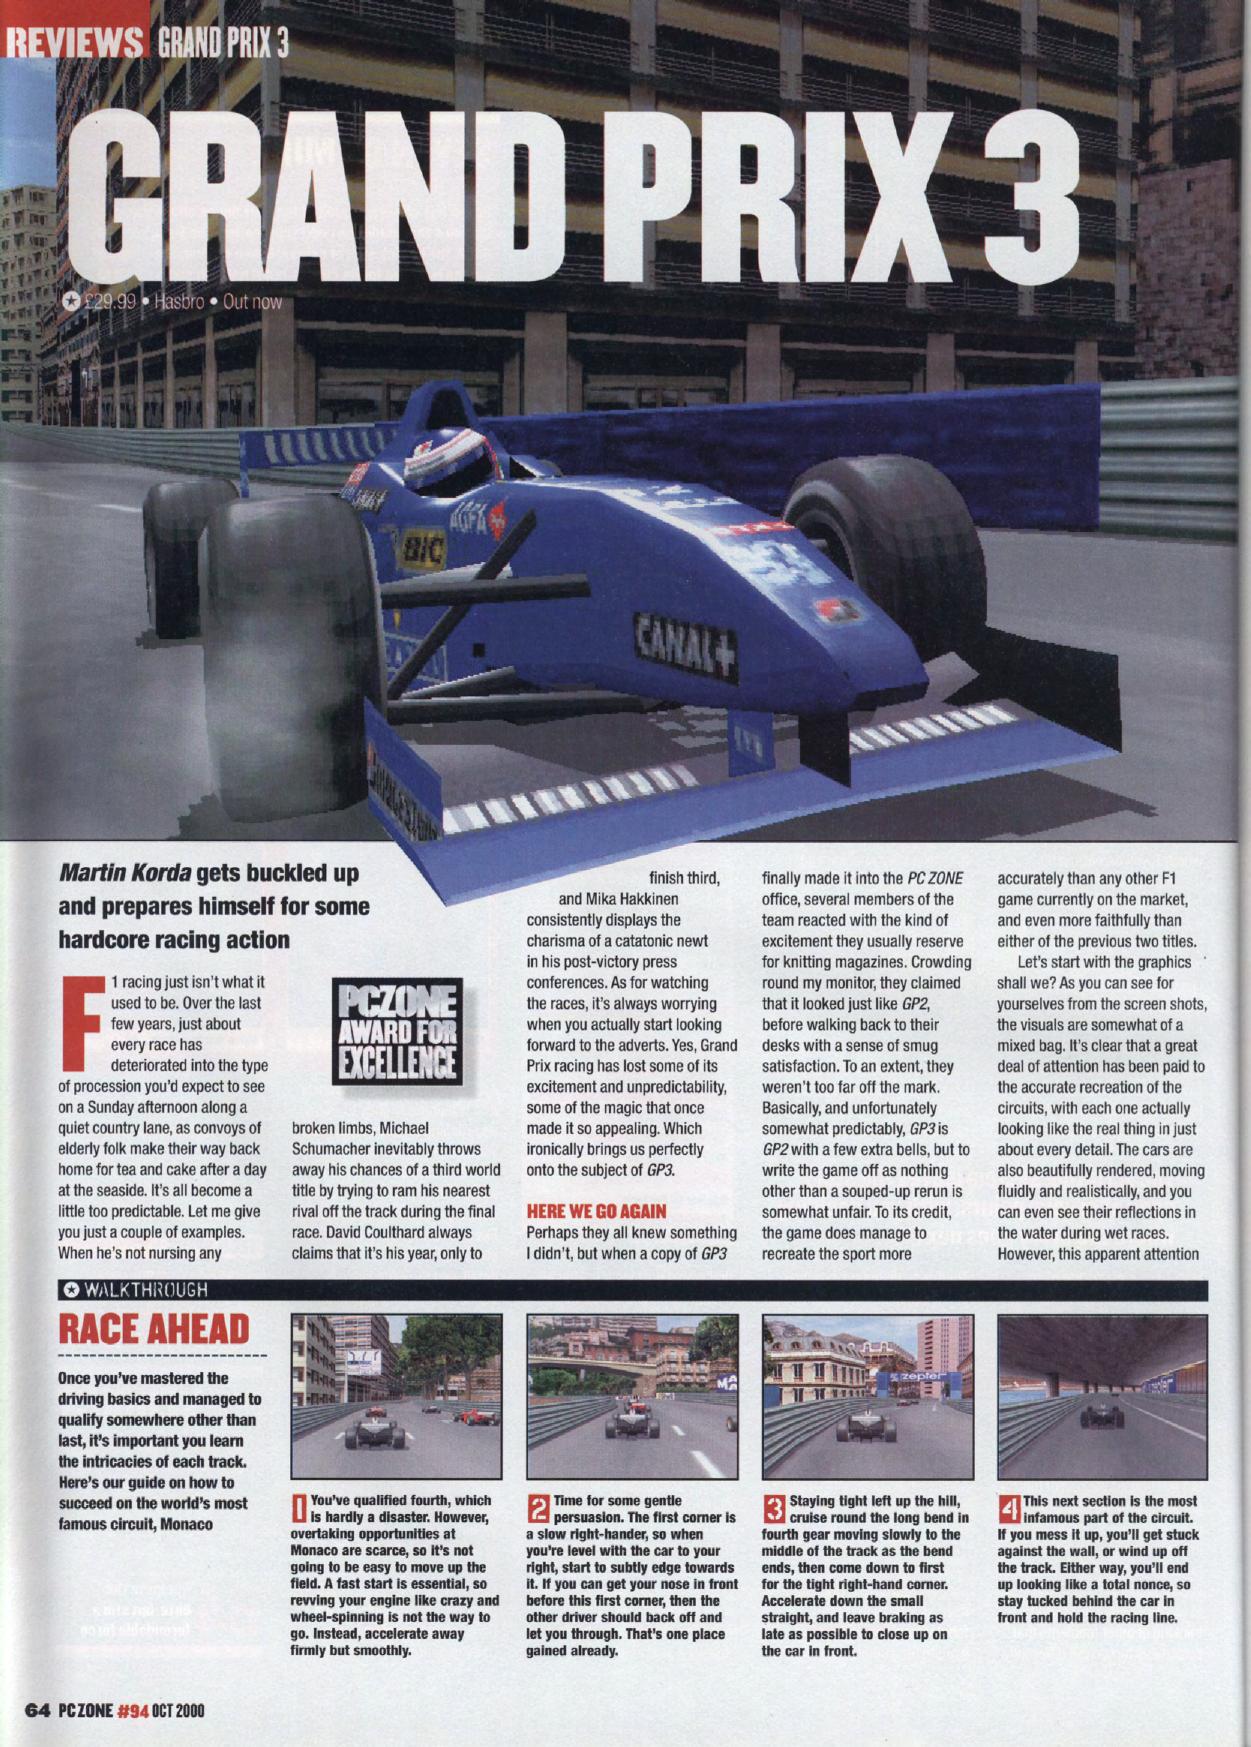 REVIEWS GRAND PRIX 3
GRAND PRIX 3
£29.99 • Hasbro • Out now
AGFA
BIC
CANAL+
Martin Korda gets buckled up
and prepares himself for some
hardcore racing action
F1 racing just isn't what it
used to be. Over the last
few years, just about
every race has
deteriorated into the type
of procession you'd expect to see
on a Sunday afternoon along a
quiet country lane, as convoys of
elderly folk make their way back
home for tea and cake after a day
at the seaside. It's all become a
little too predictable. Let me give
you just a couple of examples.
When he's not nursing any
PCZONE
AWARD FOR
EXCELLENCE
broken limbs, Michael
Schumacher inevitably throws
away his chances of a third world
title by trying to ram his nearest
rival off the track during the final
race. David Coulthard always
claims that it's his year, only to
finish third,
and Mika Hakkinen
consistently displays the
charisma of a catatonic newt
in his post-victory press
conferences. As for watching
the races, it's always worrying
when you actually start looking
forward to the adverts. Yes, Grand
Prix racing has lost some of its
excitement and unpredictability,
some of the magic that once
made it so appealing. Which
ironically brings us perfectly
onto the subject of GP3.
HERE WE GO AGAIN
Perhaps they all knew something
I didn't, but when a copy of GP3
finally made it into the PC ZONE
office, several members of the
team reacted with the kind of
excitement they usually reserve
for knitting magazines. Crowding
round my monitor, they claimed
that it looked just like GP2,
before walking back to their
desks with a sense of smug
satisfaction. To an extent, they
weren't too far off the mark.
Basically, and unfortunately
somewhat predictably, GP3 is
GP2 with a few extra bells, but to
write the game off as nothing
other than a souped-up rerun is
somewhat unfair. To its credit,
the game does manage to
recreate the sport more
accurately than any other F1
game currently on the market,
and even more faithfully than
either of the previous two titles.
Let's start with the graphics
shall we? As you can see for
yourselves from the screen shots,
the visuals are somewhat of a
mixed bag. It's clear that a great
deal of attention has been paid to
the accurate recreation of the
circuits, with each one actually
looking like the real thing in just
about every detail. The cars are
also beautifully rendered, moving
fluidly and realistically, and you
can even see their reflections in
the water during wet races.
However, this apparent attention
WALKTHROUGH
RACE AHEAD
Once you've mastered the
driving basics and managed to
qualify somewhere other than
last, it's important you learn
the intricacies of each track.
Here's our guide on how to
succeed on the world's most
famous circuit, Monaco
1 You've qualified fourth, which
is hardly a disaster. However,
overtaking opportunities at
Monaco are scarce, so it's not
going to be easy to move up the
field. A fast start is essential, so
revving your engine like crazy and
wheel-spinning is not the way to
go. Instead, accelerate away
firmly but smoothly.
2 Time for some gentle
persuasion. The first corner is
a slow right-hander, so when
you're level with the car to your
right, start to subtly edge towards
it. If you can get your nose in front
before this first corner, then the
other driver should back off and
let you through. That's one place
gained already.
zepter
3 Staying tight left up the hill,
cruise round the long bend in
fourth gear moving slowly to the
middle of the track as the bend
ends, then come down to first
for the tight right-hand corner.
Accelerate down the small
straight, and leave braking as
late as possible to close up on
the car in front.
4 This next section is the most
infamous part of the circuit.
If you mess it up, you'll get stuck
against the wall, or wind up off
the track. Either way, you'll end
up looking like a total nonce, so
stay tucked behind the car in
front and hold the racing line.
64 PCZONE #94 OCT 2000